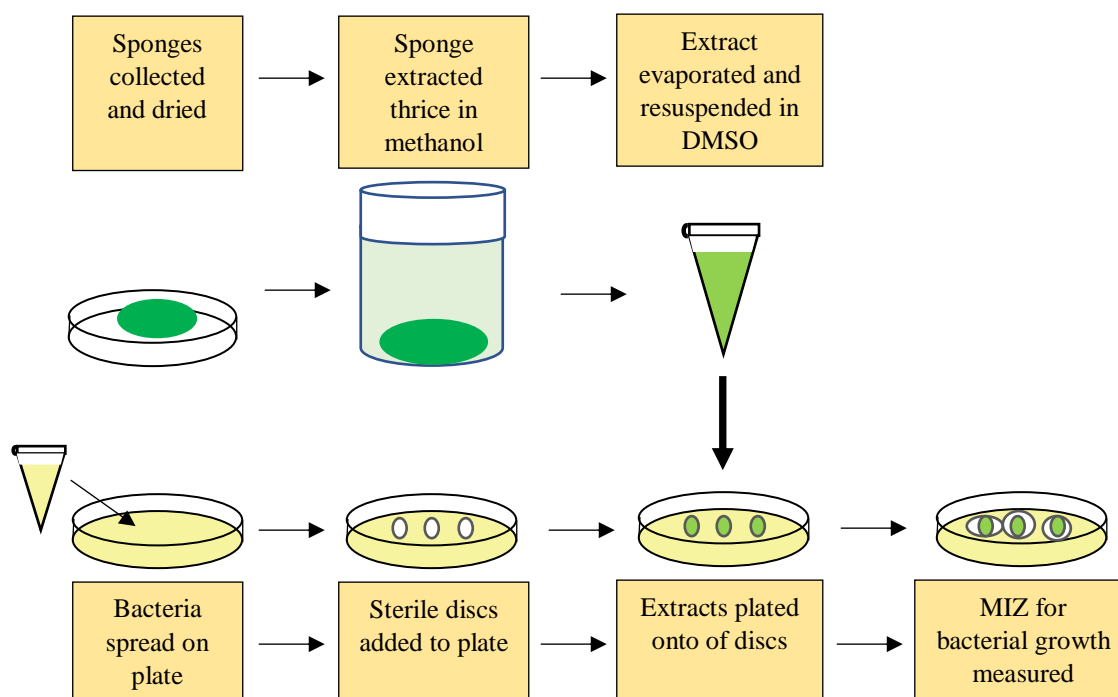 Sponges
collected
and dried
Sponge
extracted
thrice in
methanol
Extract
evaporated and
resuspended in
DMSO
Bacteria
spread on
plate
Sterile discs
added to plate
Extracts plated
onto of discs
MIZ for
bacterial growth
measured